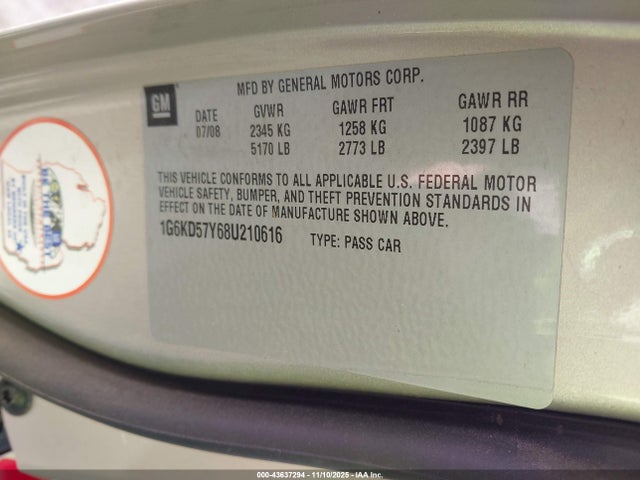 GM
MFD BY GENERAL MOTORS CORP.
DATE GVWR GAWR FRT GAWR RR
07/08 2345 KG 1258 KG 1087 KG
5170 LB 2773 LB 2397 LB
THIS VEHICLE CONFORMS TO ALL APPLICABLE U.S. FEDERAL MOTOR
VEHICLE SAFETY, BUMPER, AND THEFT PREVENTION STANDARDS IN
EFFECT ON THE DATE OF MANUFACTURE SHOWN ABOVE.
1G6KD57Y68U210616 TYPE: PASS CAR
000-43637294 - 11/10/2025 - IAA Inc.